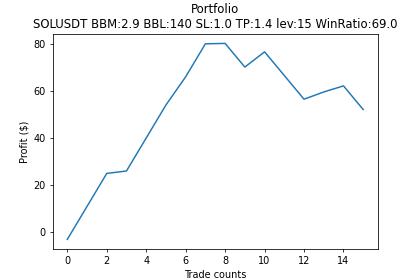 Portfolio
SOLUSDT BBM:2.9 BBL:140 SL:1.0 TP:1.4 lev:15 WinRatio:69.0
80
60
40
20
0
Profit ($)
0 2 4 6 8 10 12 14
Trade counts